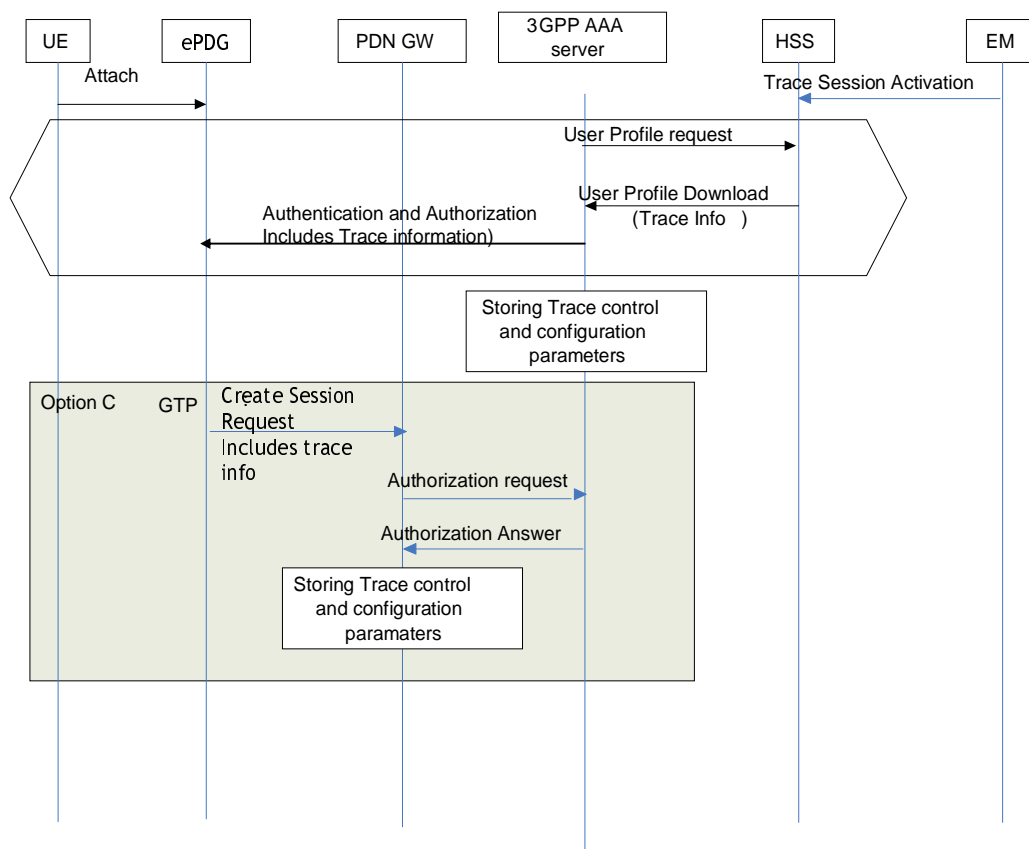 UE
ePDG
PDN GW
3GPP AAA
server
HSS
EM
Attach
Trace Session Activation
User Profile request
User Profile Download
(Trace Info )
Authentication and Authorization
Includes Trace information)
Storing Trace control
and configuration
parameters
Option C
GTP
Create Session
Request
Includes trace
info
Authorization request
Authorization Answer
Storing Trace control
and configuration
paramaters